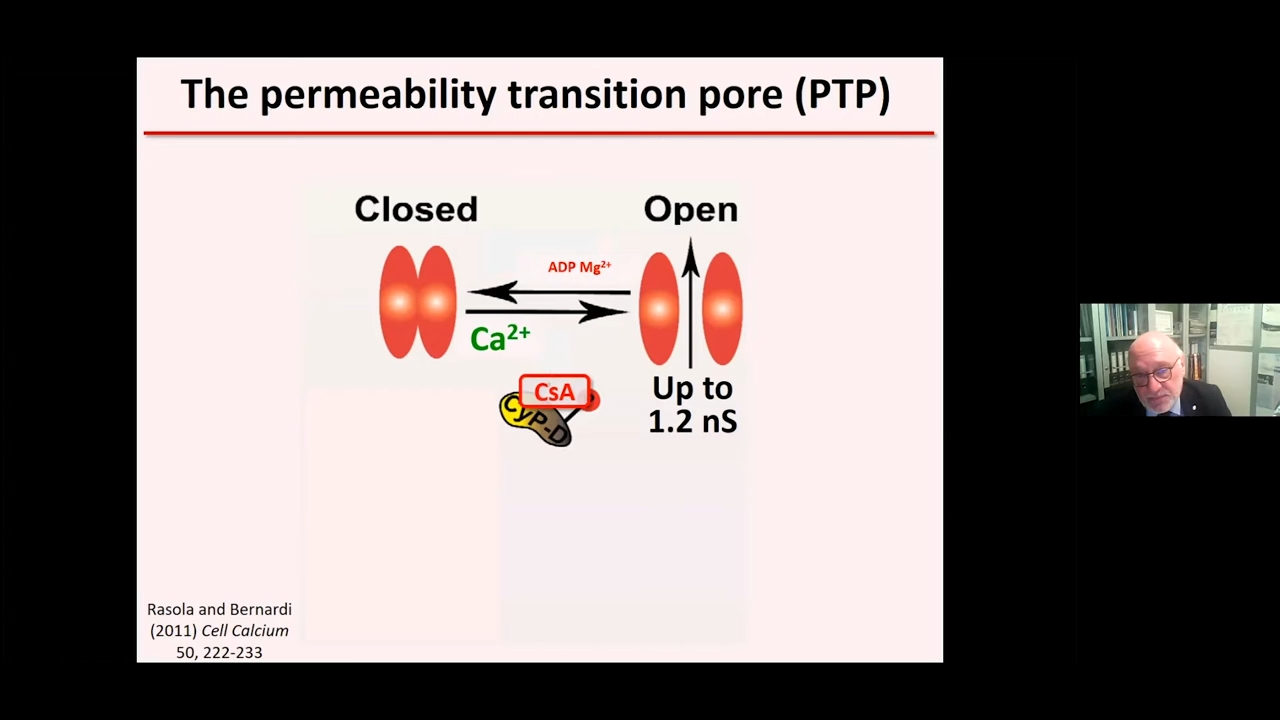 The permeability transition pore (PTP)
Closed
Open
ADP Mg²⁺
Ca²⁺
CsA
CyP-D
Up to
1.2 nS
Rasola and Bernardi
(2011) Cell Calcium
50, 222-233